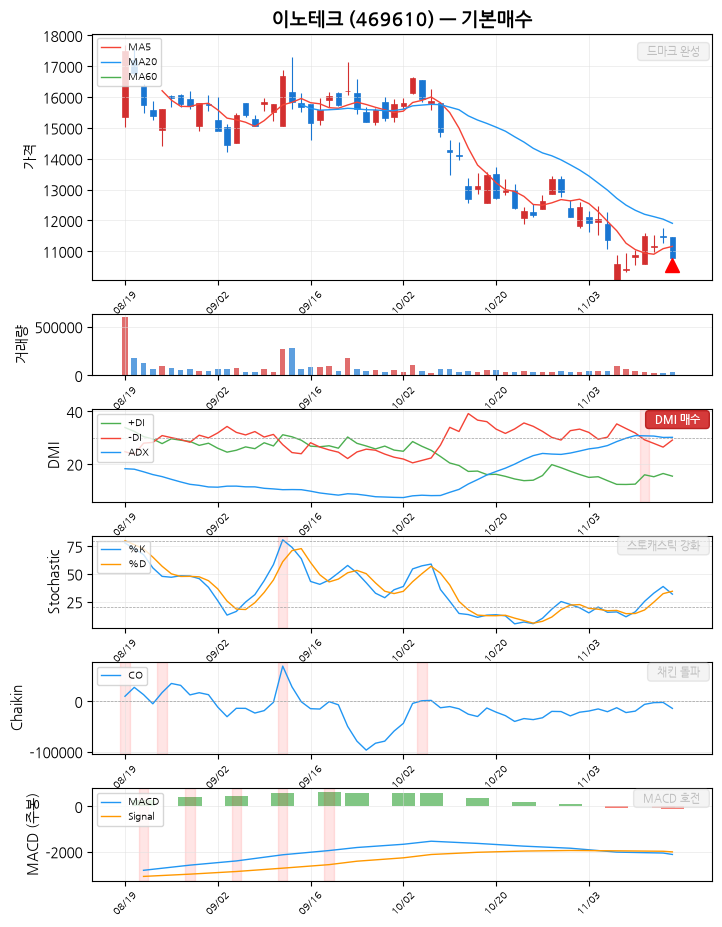 이노테크 (469610) — 기본매수
MA5
MA20
MA60
드마크 완성
가격
18000
17000
16000
15000
14000
13000
12000
11000
08/19
09/02
09/16
10/02
10/20
11/03
거래량
500000
0
08/19
09/02
09/16
10/02
10/20
11/03
DMI
+DI
-DI
ADX
DMI 매수
40
20
08/19
09/02
09/16
10/02
10/20
11/03
Stochastic
%K
%D
스토캐스틱 강화
75
50
25
08/19
09/02
09/16
10/02
10/20
11/03
Chaikin
CO
채킨 돌파
0
-100000
08/19
09/02
09/16
10/02
10/20
11/03
MACD (주봉)
MACD
Signal
MACD 호전
0
-2000
08/19
09/02
09/16
10/02
10/20
11/03